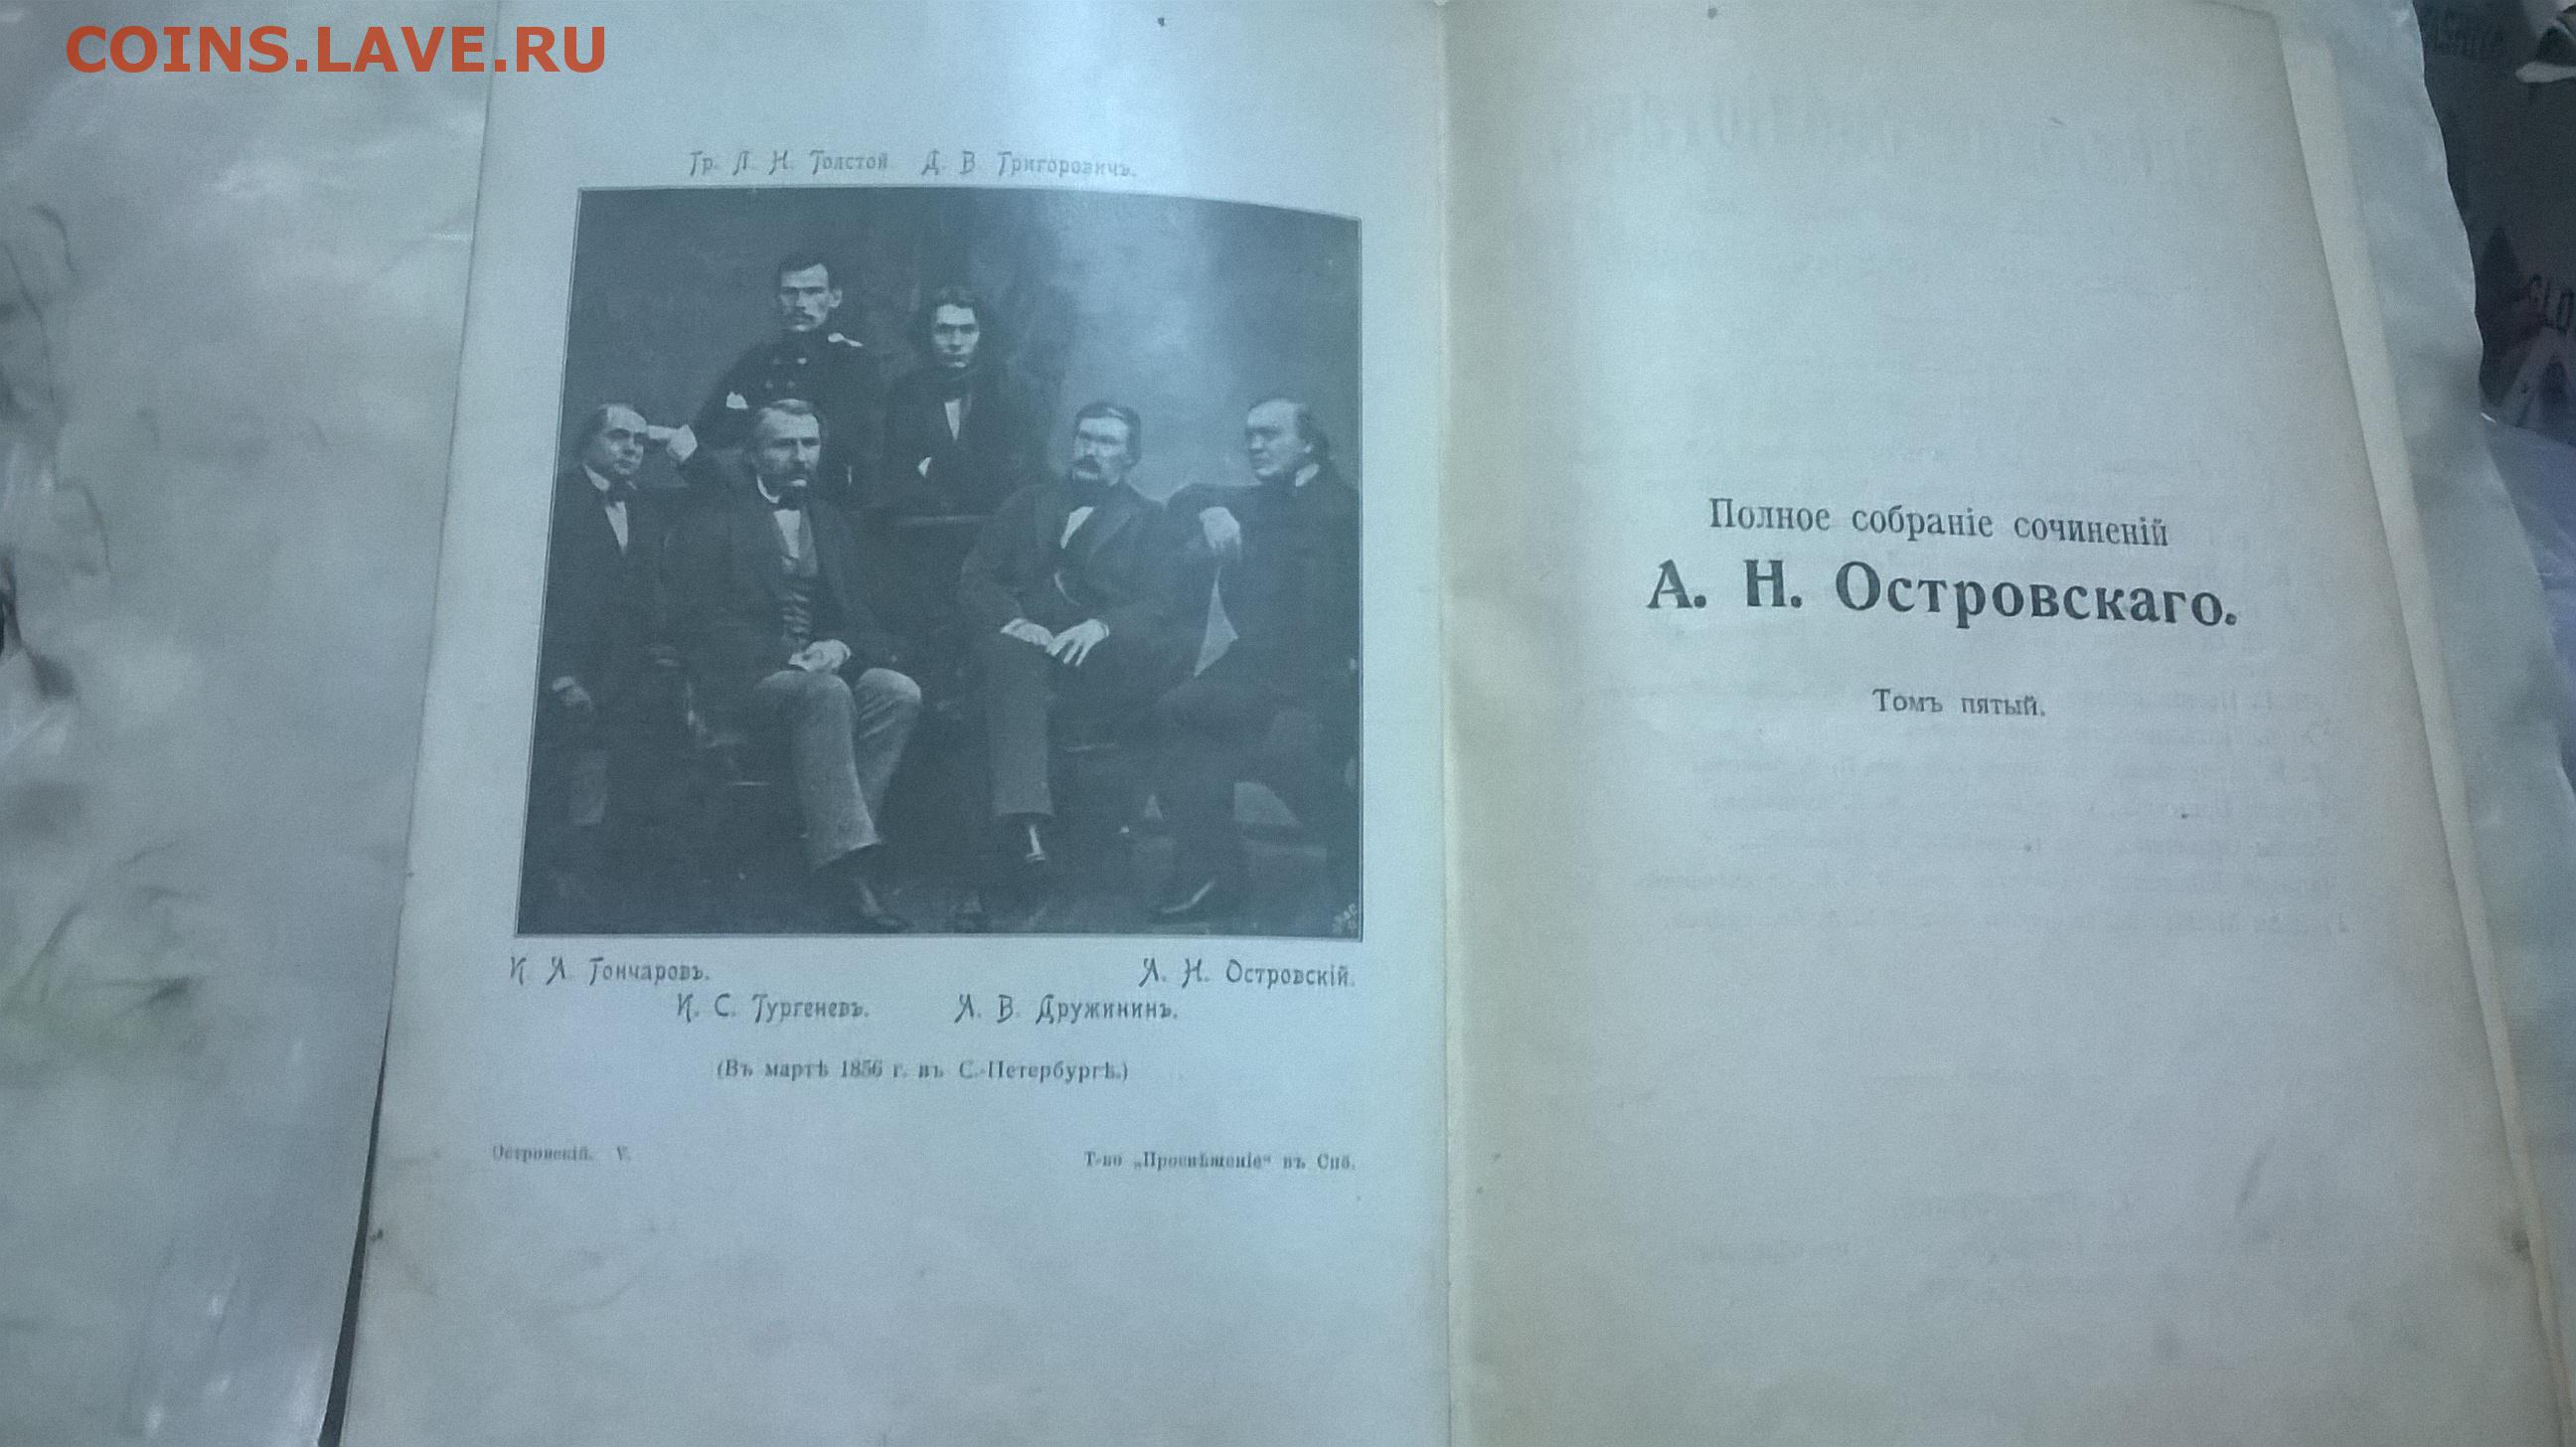 COINS.LAVE.RU
Гр. Л. Н. Толстой Д. В. Григоровичъ.
И. А. Гончаровъ. А. Н. Островскій.
И. С. Тургеневъ. А. В. Дружининъ.
(Въ мартѣ 1856 г. въ С.-Петербургѣ.)
Островскій. V. Т-во „Просвѣщеніе“ въ Спб.
Полное собраніе сочиненій
А. Н. Островскаго.
Томъ пятый.